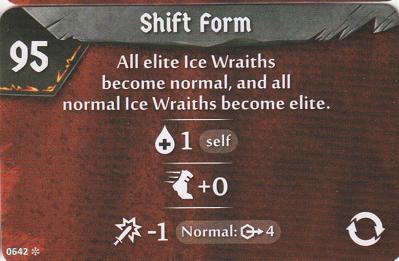 Shift Form
95
All elite Ice Wraiths
become normal, and all
normal Ice Wraiths become elite.
1 self
+0
-1 Normal: 4
0642